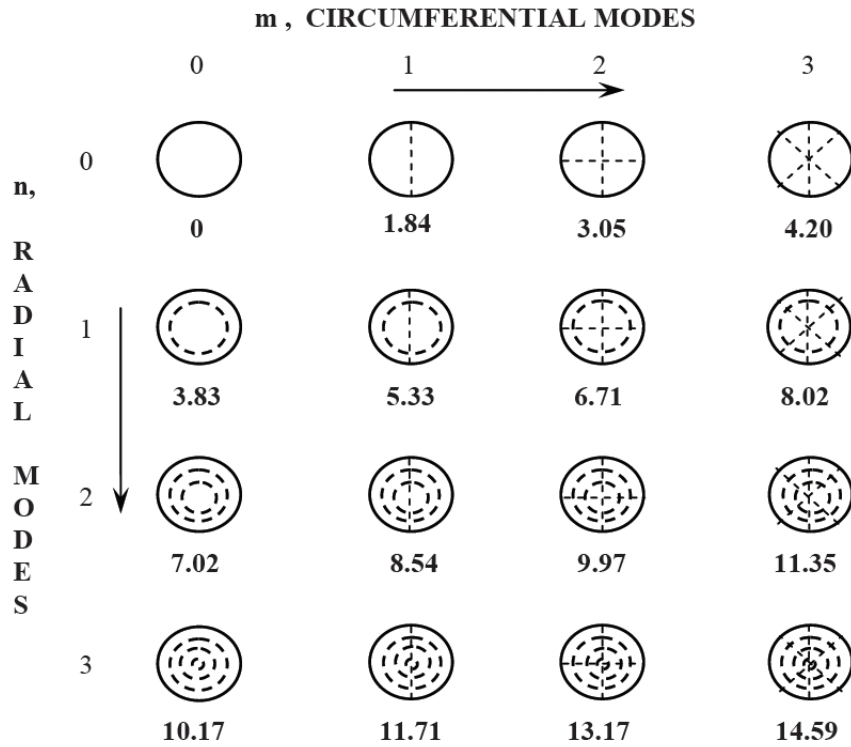 m , CIRCUMFERENTIAL MODES
0 1 2 3
0
n,
0 1.84 3.05 4.20
R
A
D
I
A
L
1
3.83 5.33 6.71 8.02
M
O
D
E
S
2
7.02 8.54 9.97 11.35
3
10.17 11.71 13.17 14.59